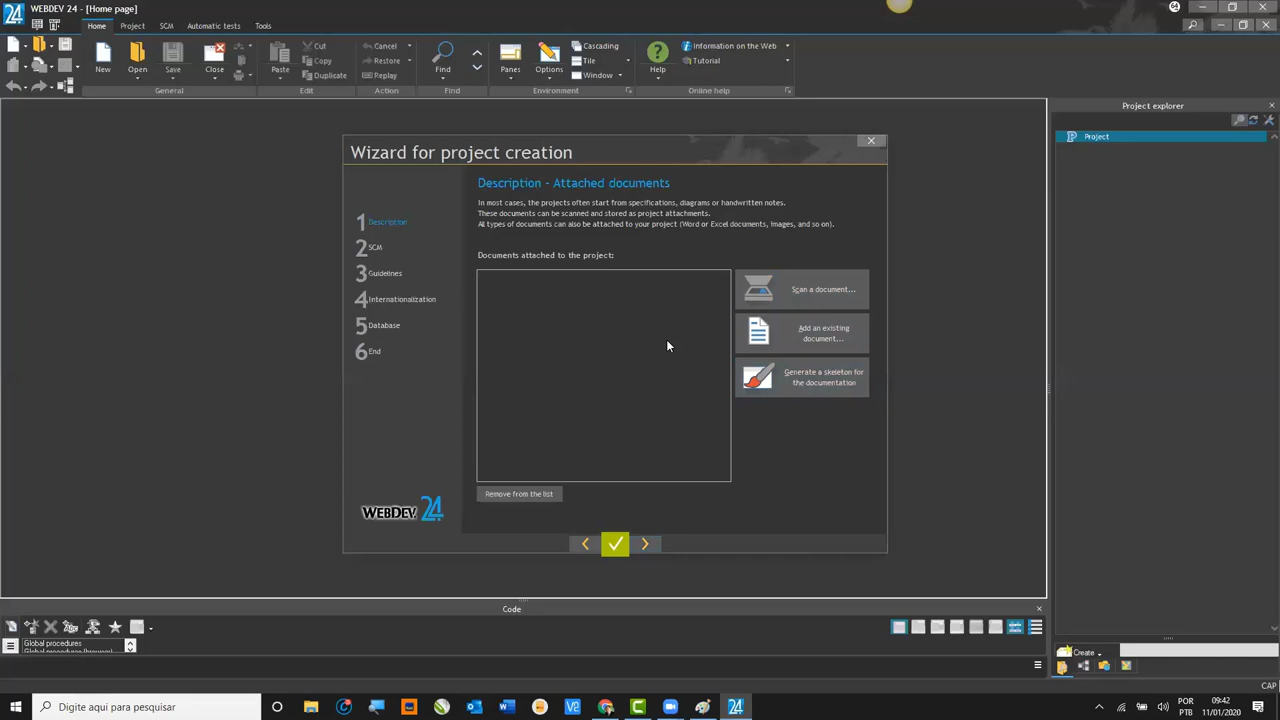 24 WEBDEV 24 - [Home page]
64
Home Project SCM Automatic tests Tools
New Open Save Close
Cut
Copy
Paste Duplicate
Cancel
Restore
Replay
Find
Panes Options
Cascading
Tile
Window
Help
Information on the Web
Tutorial
General Edit Action Find Environment Online help
Project explorer
Project
Wizard for project creation
1 Description
2 SCM
3 Guidelines
4 Internationalization
5 Database
6 End
WEBDEV 24
Description - Attached documents
In most cases, the projects often start from specifications, diagrams or handwritten notes.
These documents can be scanned and stored as project attachments.
All types of documents can also be attached to your project (Word or Excel documents, images, and so on).
Documents attached to the project:
Scan a document...
Add an existing
document...
Generate a skeleton for
the documentation
Remove from the list
Code
Global procedures
Global procedures (browser)
Create
CAP
Digite aqui para pesquisar
24
POR
PTB
09:42
11/01/2020